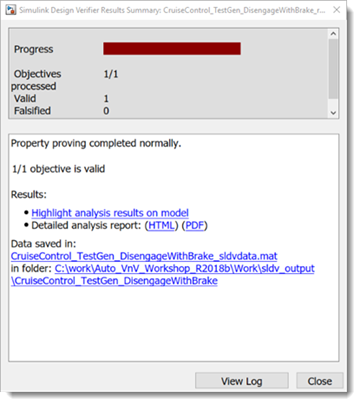 Simulink Design Verifier Results Summary: CruiseControl_TestGen_DisengageWithBrake_r...
Progress
Objectives 1/1
processed
Valid 1
Falsified 0
Property proving completed normally.
1/1 objective is valid
Results:
• Highlight analysis results on model
• Detailed analysis report: (HTML) (PDF)
Data saved in:
CruiseControl_TestGen_DisengageWithBrake_sldvdata.mat
in folder: C:\work\Auto_VnV_Workshop_R2018b\Work\sldv_output
\CruiseControl_TestGen_DisengageWithBrake
View Log Close